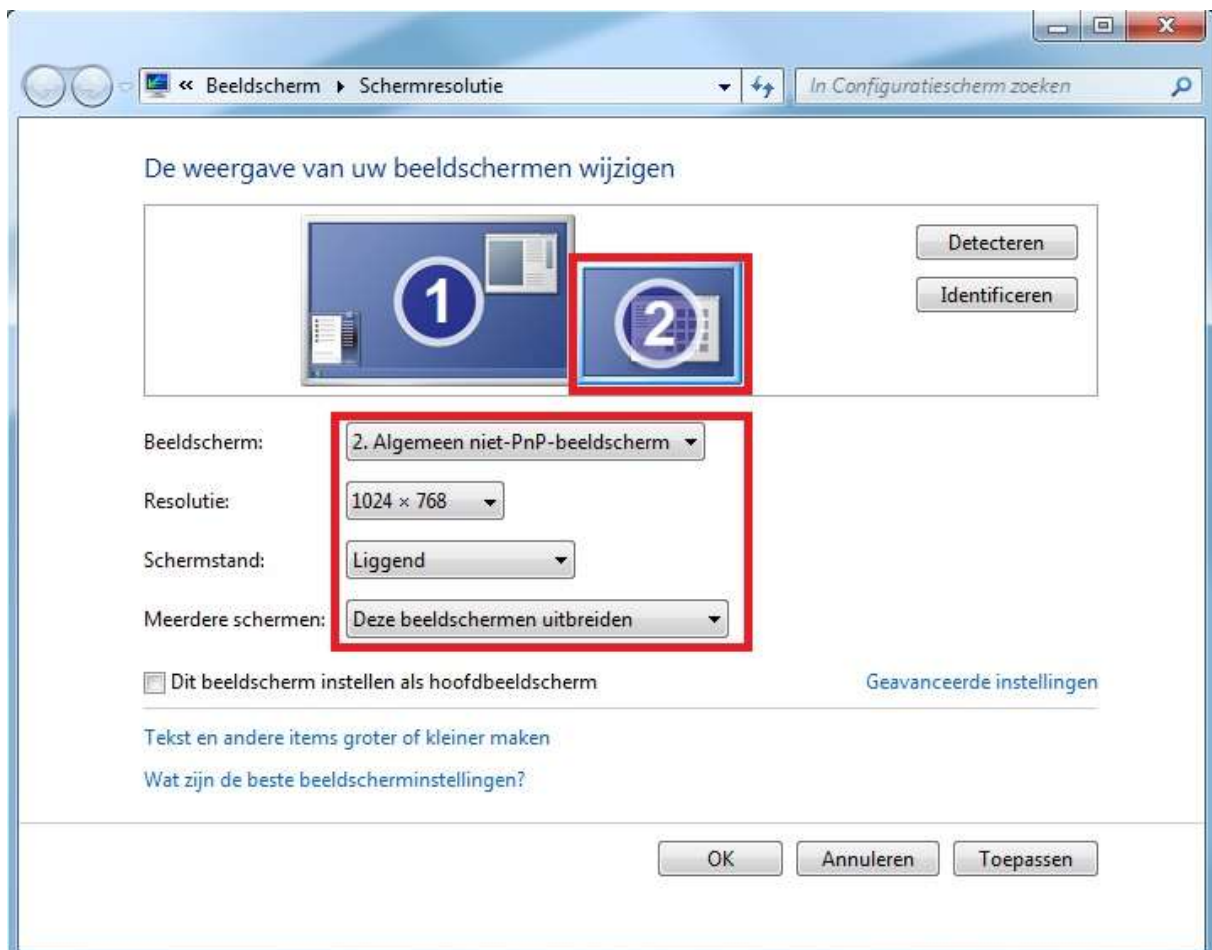 « Beeldscherm ▸ Schermresolutie
In Configuratiescherm zoeken
De weergave van uw beeldschermen wijzigen
1
2
Detecteren
Identificeren
Beeldscherm: 2. Algemeen niet-PnP-beeldscherm
Resolutie: 1024 × 768
Schermstand: Liggend
Meerdere schermen: Deze beeldschermen uitbreiden
Dit beeldscherm instellen als hoofdbeeldscherm
Geavanceerde instellingen
Tekst en andere items groter of kleiner maken
Wat zijn de beste beeldscherminstellingen?
OK Annuleren Toepassen